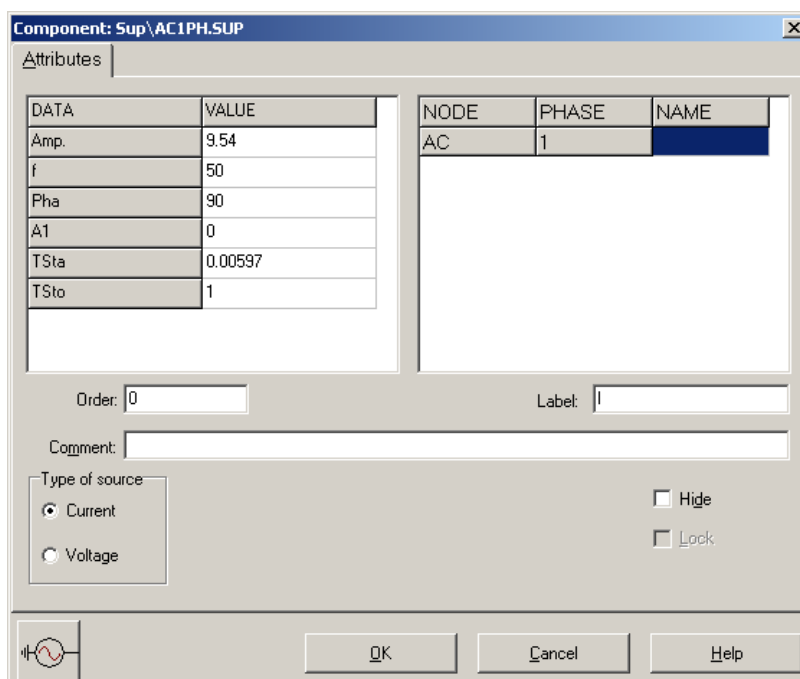 Component: Sup\AC1PH.SUP
Attributes
DATA VALUE
Amp. 9.54
f 50
Pha 90
A1 0
TSta 0.00597
TSto 1
NODE PHASE NAME
AC 1
Order: 0
Label: I
Comment:
Type of source
Current
Voltage
Hide
Lock
OK Cancel Help